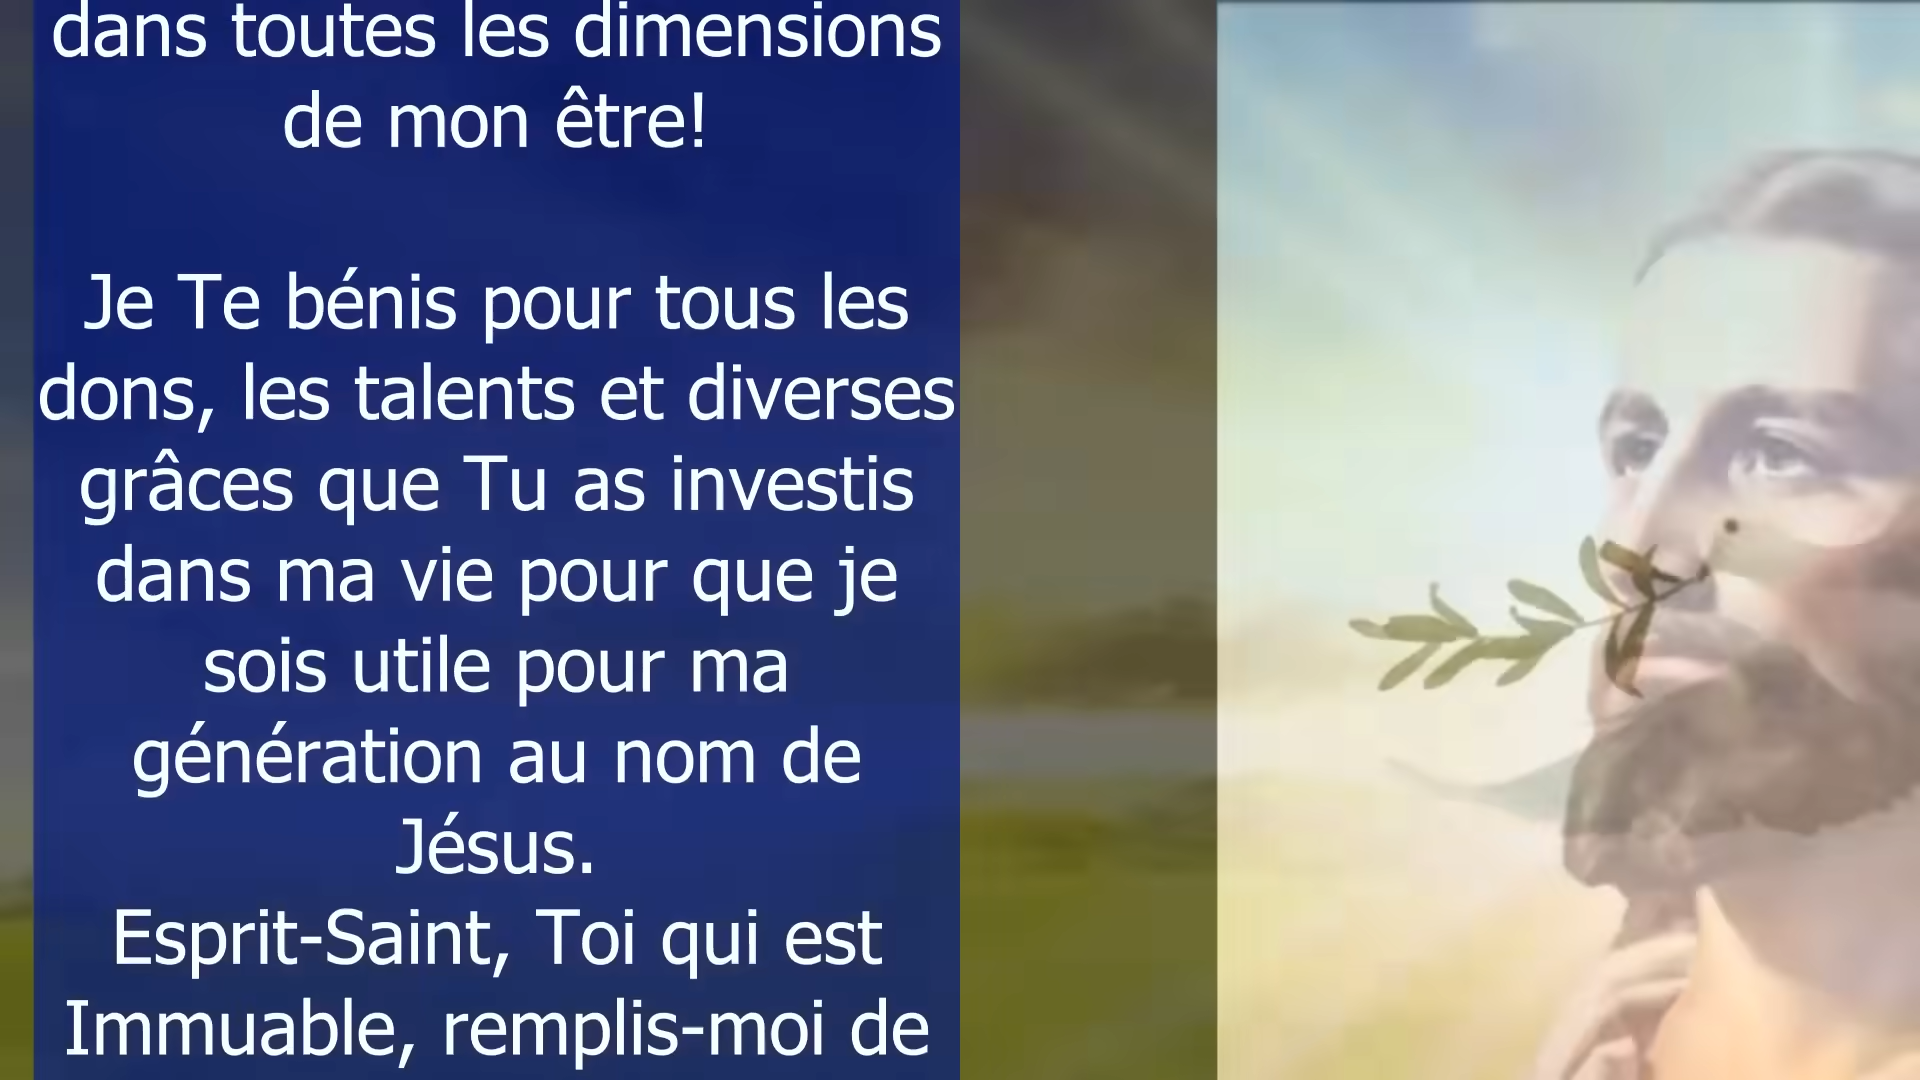 dans toutes les dimensions
de mon être!
Je Te bénis pour tous les
dons, les talents et diverses
grâces que Tu as investis
dans ma vie pour que je
sois utile pour ma
génération au nom de
Jésus.
Esprit-Saint, Toi qui est
Immuable, remplis-moi de